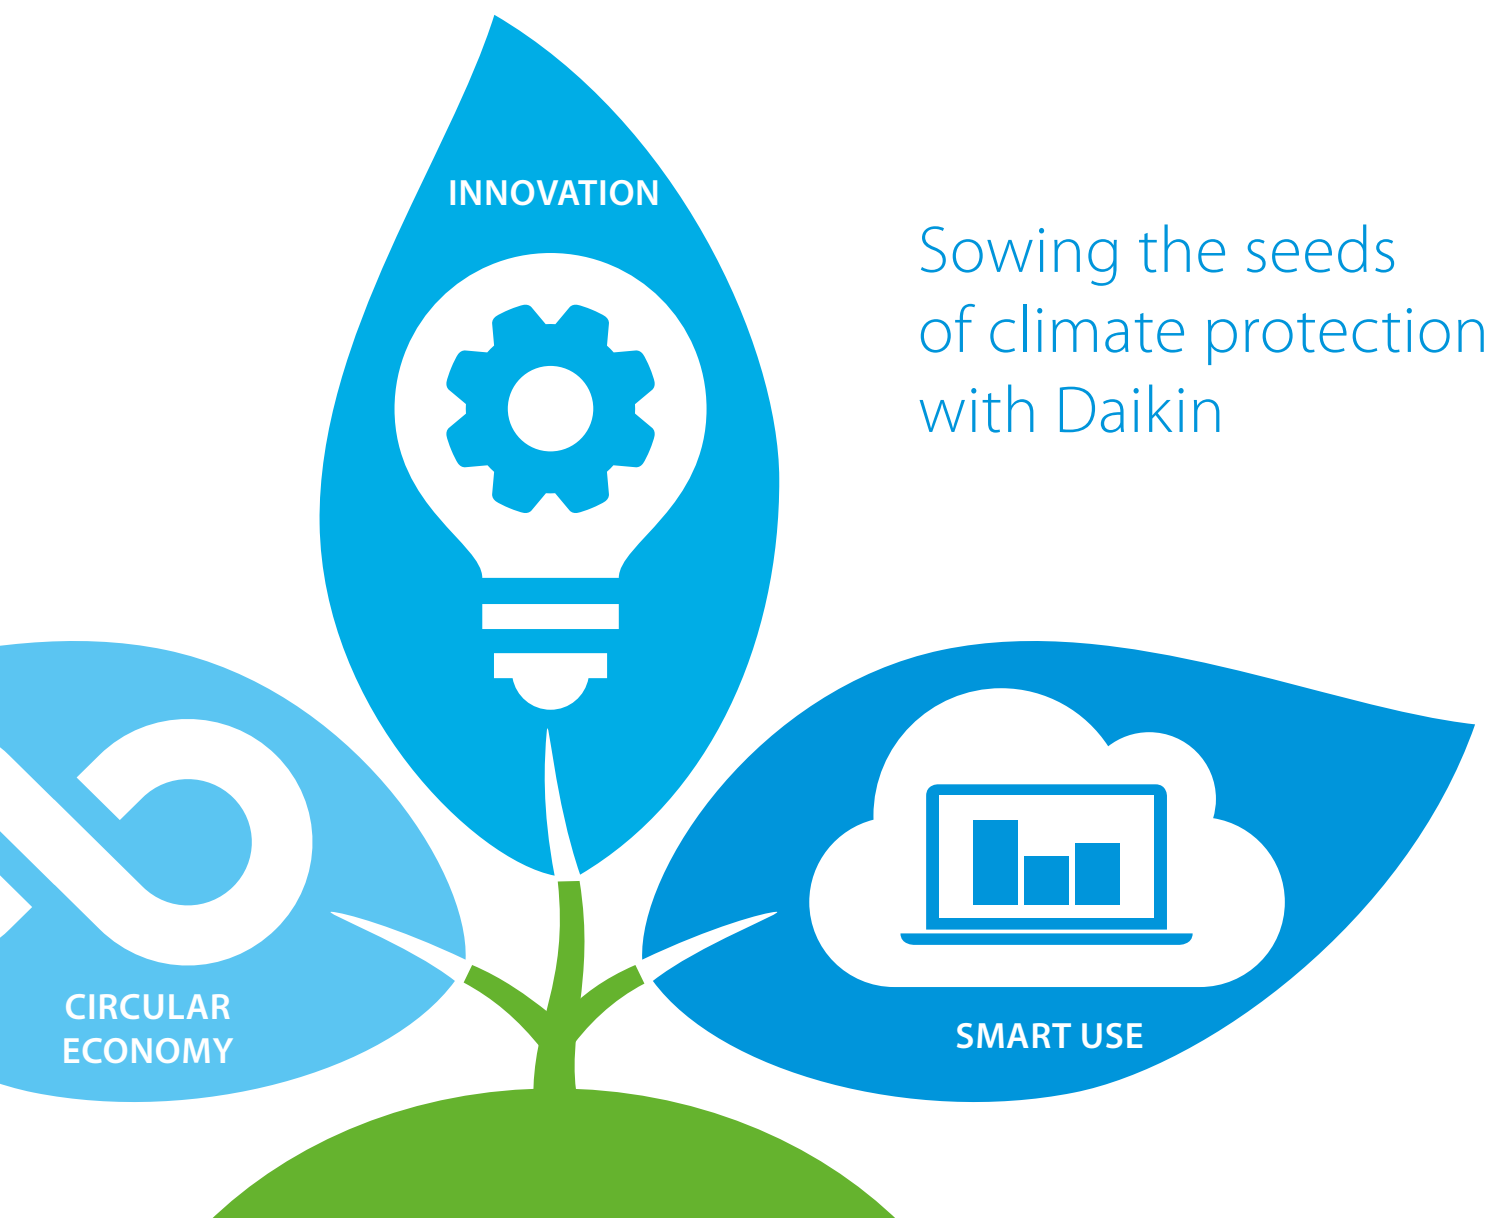 INNOVATION
Sowing the seeds
of climate protection
with Daikin
CIRCULAR
ECONOMY
SMART USE